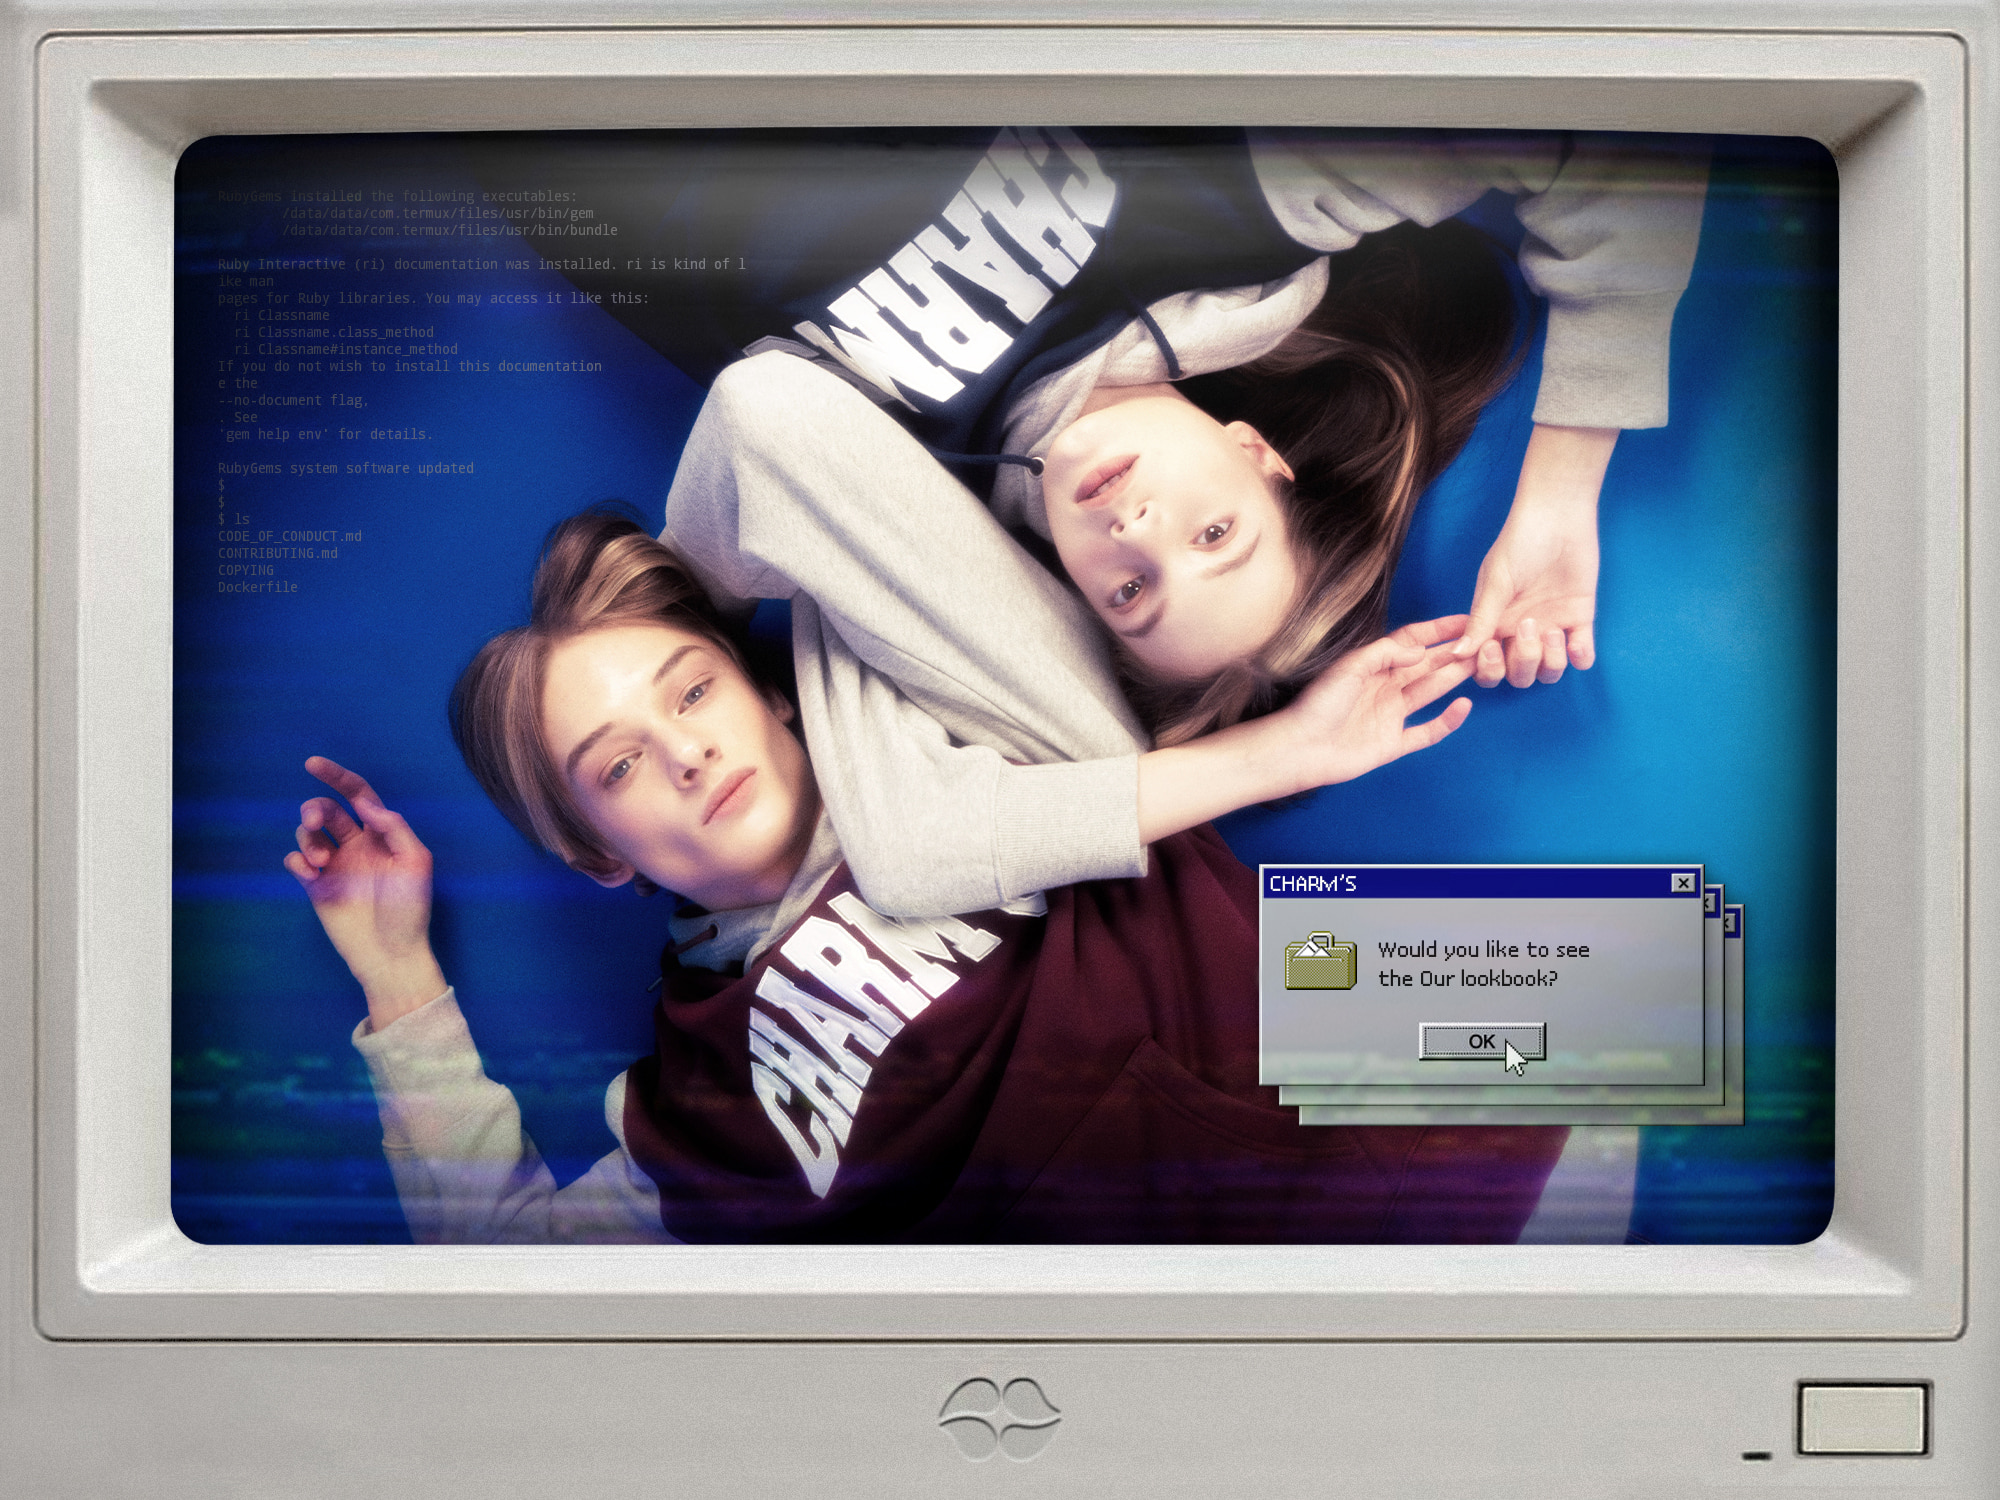 RubyGems installed the following executables:
/data/data/com.termux/files/usr/bin/gem
/data/data/com.termux/files/usr/bin/bundle
Ruby Interactive (ri) documentation was installed. ri is kind of l
ike man
pages for Ruby libraries. You may access it like this:
ri Classname
ri Classname.class_method
ri Classname#instance_method
If you do not wish to install this documentation
e the
--no-document flag,
. See
'gem help env' for details.
RubyGems system software updated
$
$
$ ls
CODE_OF_CONDUCT.md
CONTRIBUTING.md
COPYING
Dockerfile
CHARM
CHARM
CHARM'S
Would you like to see
the Our lookbook?
OK